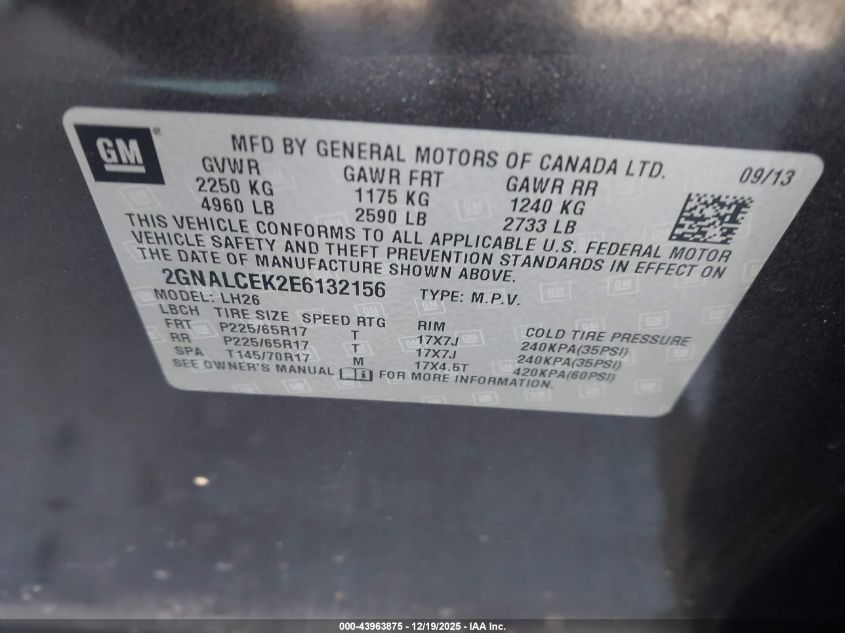 GM®
MFD BY GENERAL MOTORS OF CANADA LTD. 09/13
GVWR GAWR FRT GAWR RR
2250 KG 1175 KG 1240 KG
4960 LB 2590 LB 2733 LB
THIS VEHICLE CONFORMS TO ALL APPLICABLE U.S. FEDERAL MOTOR
VEHICLE SAFETY AND THEFT PREVENTION STANDARDS IN EFFECT ON
THE DATE OF MANUFACTURE SHOWN ABOVE.
2GNALCEK2E6132156 TYPE: M.P.V.
MODEL: LH26
LBCH TIRE SIZE SPEED RTG RIM COLD TIRE PRESSURE
FRT P225/65R17 T 17X7J 240KPA(35PSI)
RR P225/65R17 T 17X7J 240KPA(35PSI)
SPA T145/70R17 M 17X4.5T 420KPA(60PSI)
SEE OWNER'S MANUAL FOR MORE INFORMATION.
000-43963875 - 12/19/2025 - IAA Inc.